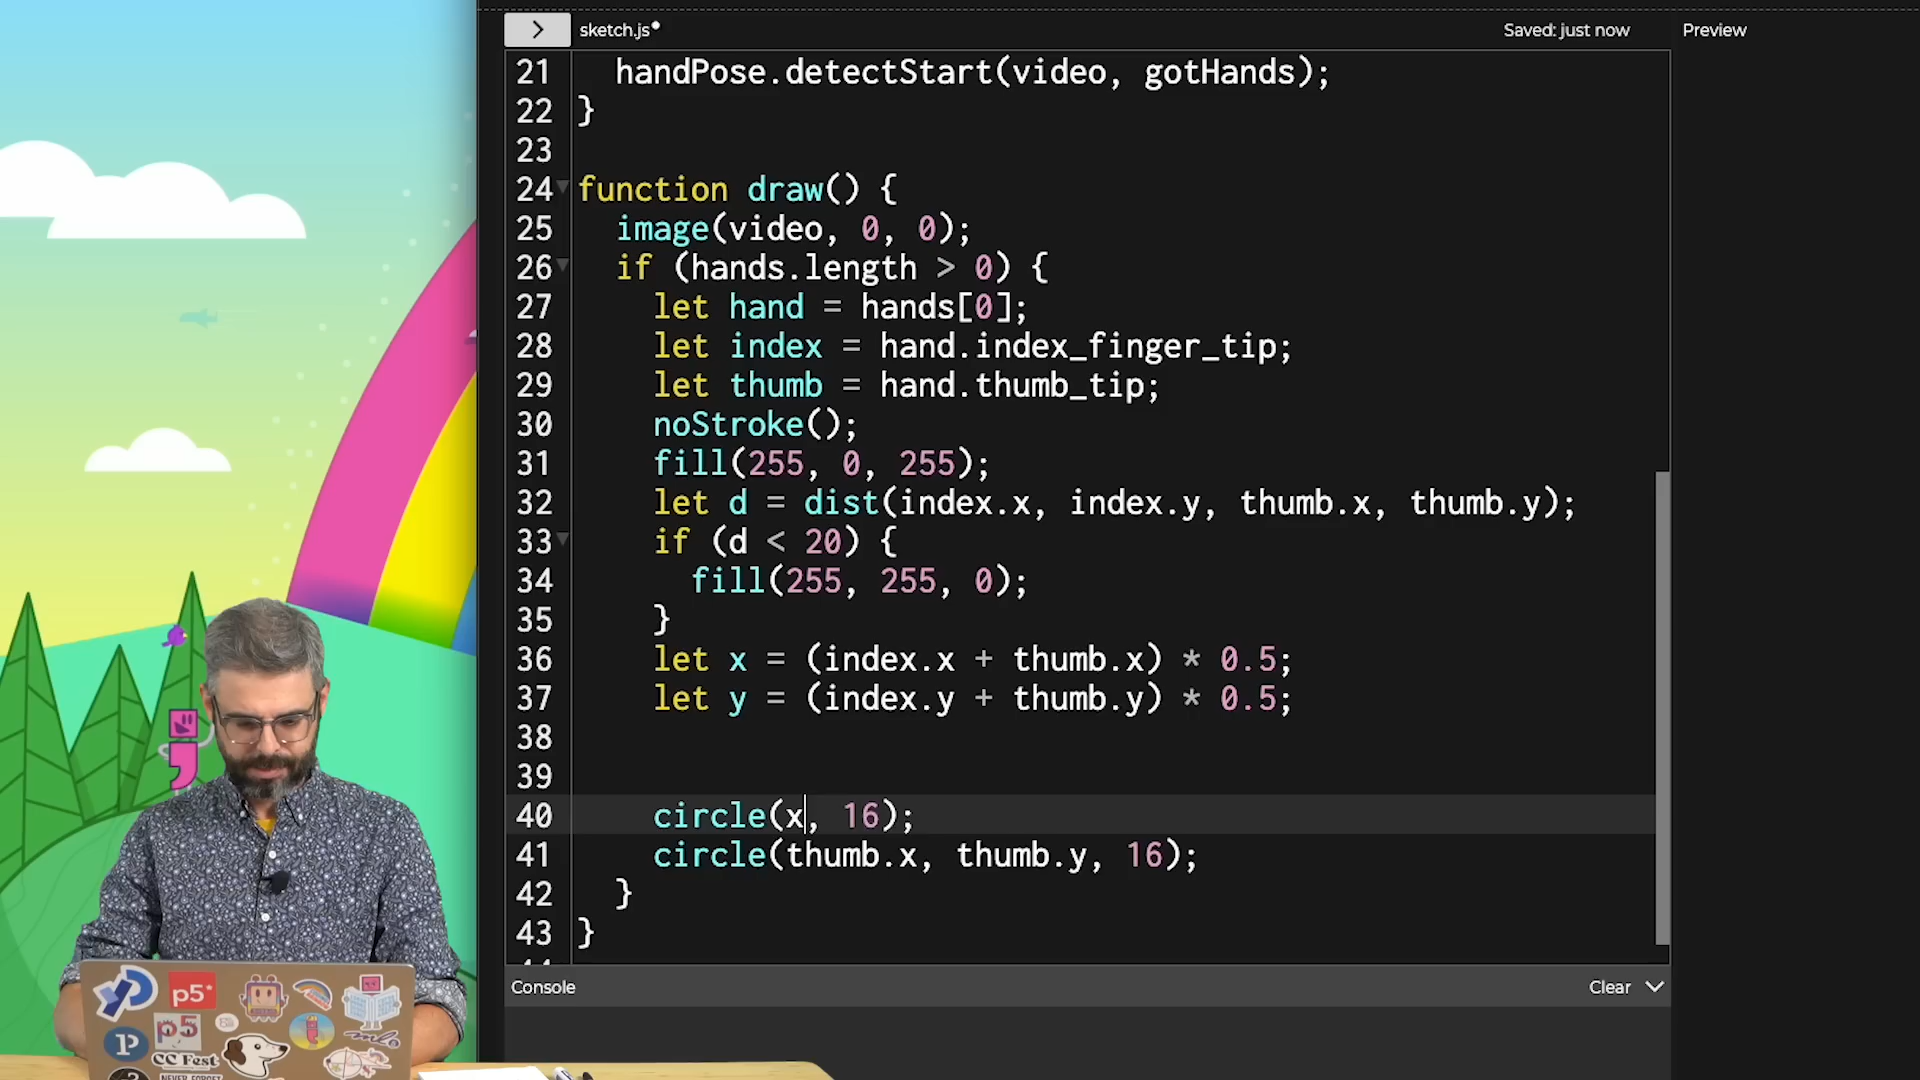 sketch.js•
Saved: just now
Preview
21 handPose.detectStart(video, gotHands);
22 }
23
24 function draw() {
25 image(video, 0, 0);
26 if (hands.length > 0) {
27 let hand = hands[0];
28 let index = hand.index_finger_tip;
29 let thumb = hand.thumb_tip;
30 noStroke();
31 fill(255, 0, 255);
32 let d = dist(index.x, index.y, thumb.x, thumb.y);
33 if (d < 20) {
34 fill(255, 255, 0);
35 }
36 let x = (index.x + thumb.x) * 0.5;
37 let y = (index.y + thumb.y) * 0.5;
38
39
40 circle(x, 16);
41 circle(thumb.x, thumb.y, 16);
42 }
43 }
Console
Clear
p5*
p5
CC Fest
NEVER FORGET